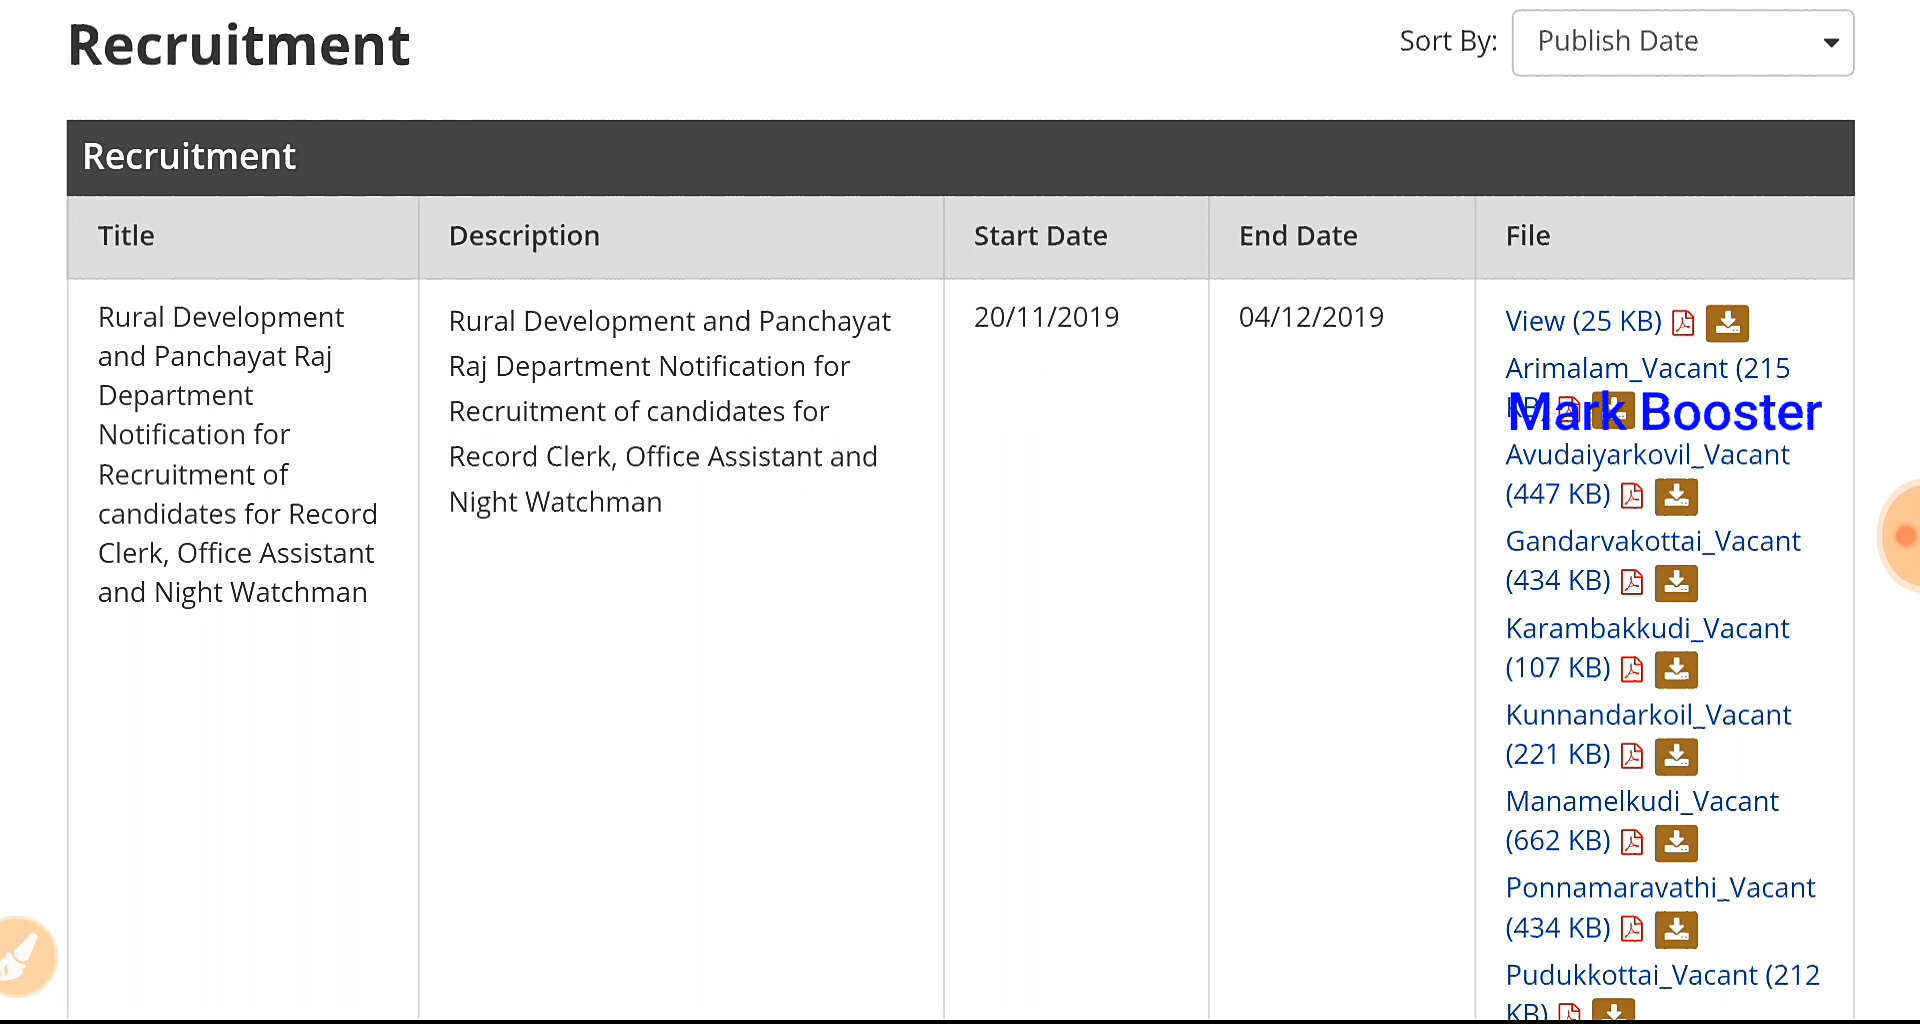 Recruitment
Sort By: Publish Date
Recruitment
Title Description Start Date End Date File
Rural Development
and Panchayat Raj
Department
Notification for
Recruitment of
candidates for Record
Clerk, Office Assistant
and Night Watchman
Rural Development and Panchayat
Raj Department Notification for
Recruitment of candidates for
Record Clerk, Office Assistant and
Night Watchman
20/11/2019
04/12/2019
View (25 KB)
Arimalam_Vacant (215
KB)
Mark Booster
Avudaiyarkovil_Vacant
(447 KB)
Gandarvakottai_Vacant
(434 KB)
Karambakkudi_Vacant
(107 KB)
Kunnandarkoil_Vacant
(221 KB)
Manamelkudi_Vacant
(662 KB)
Ponnamaravathi_Vacant
(434 KB)
Pudukkottai_Vacant (212
KB)